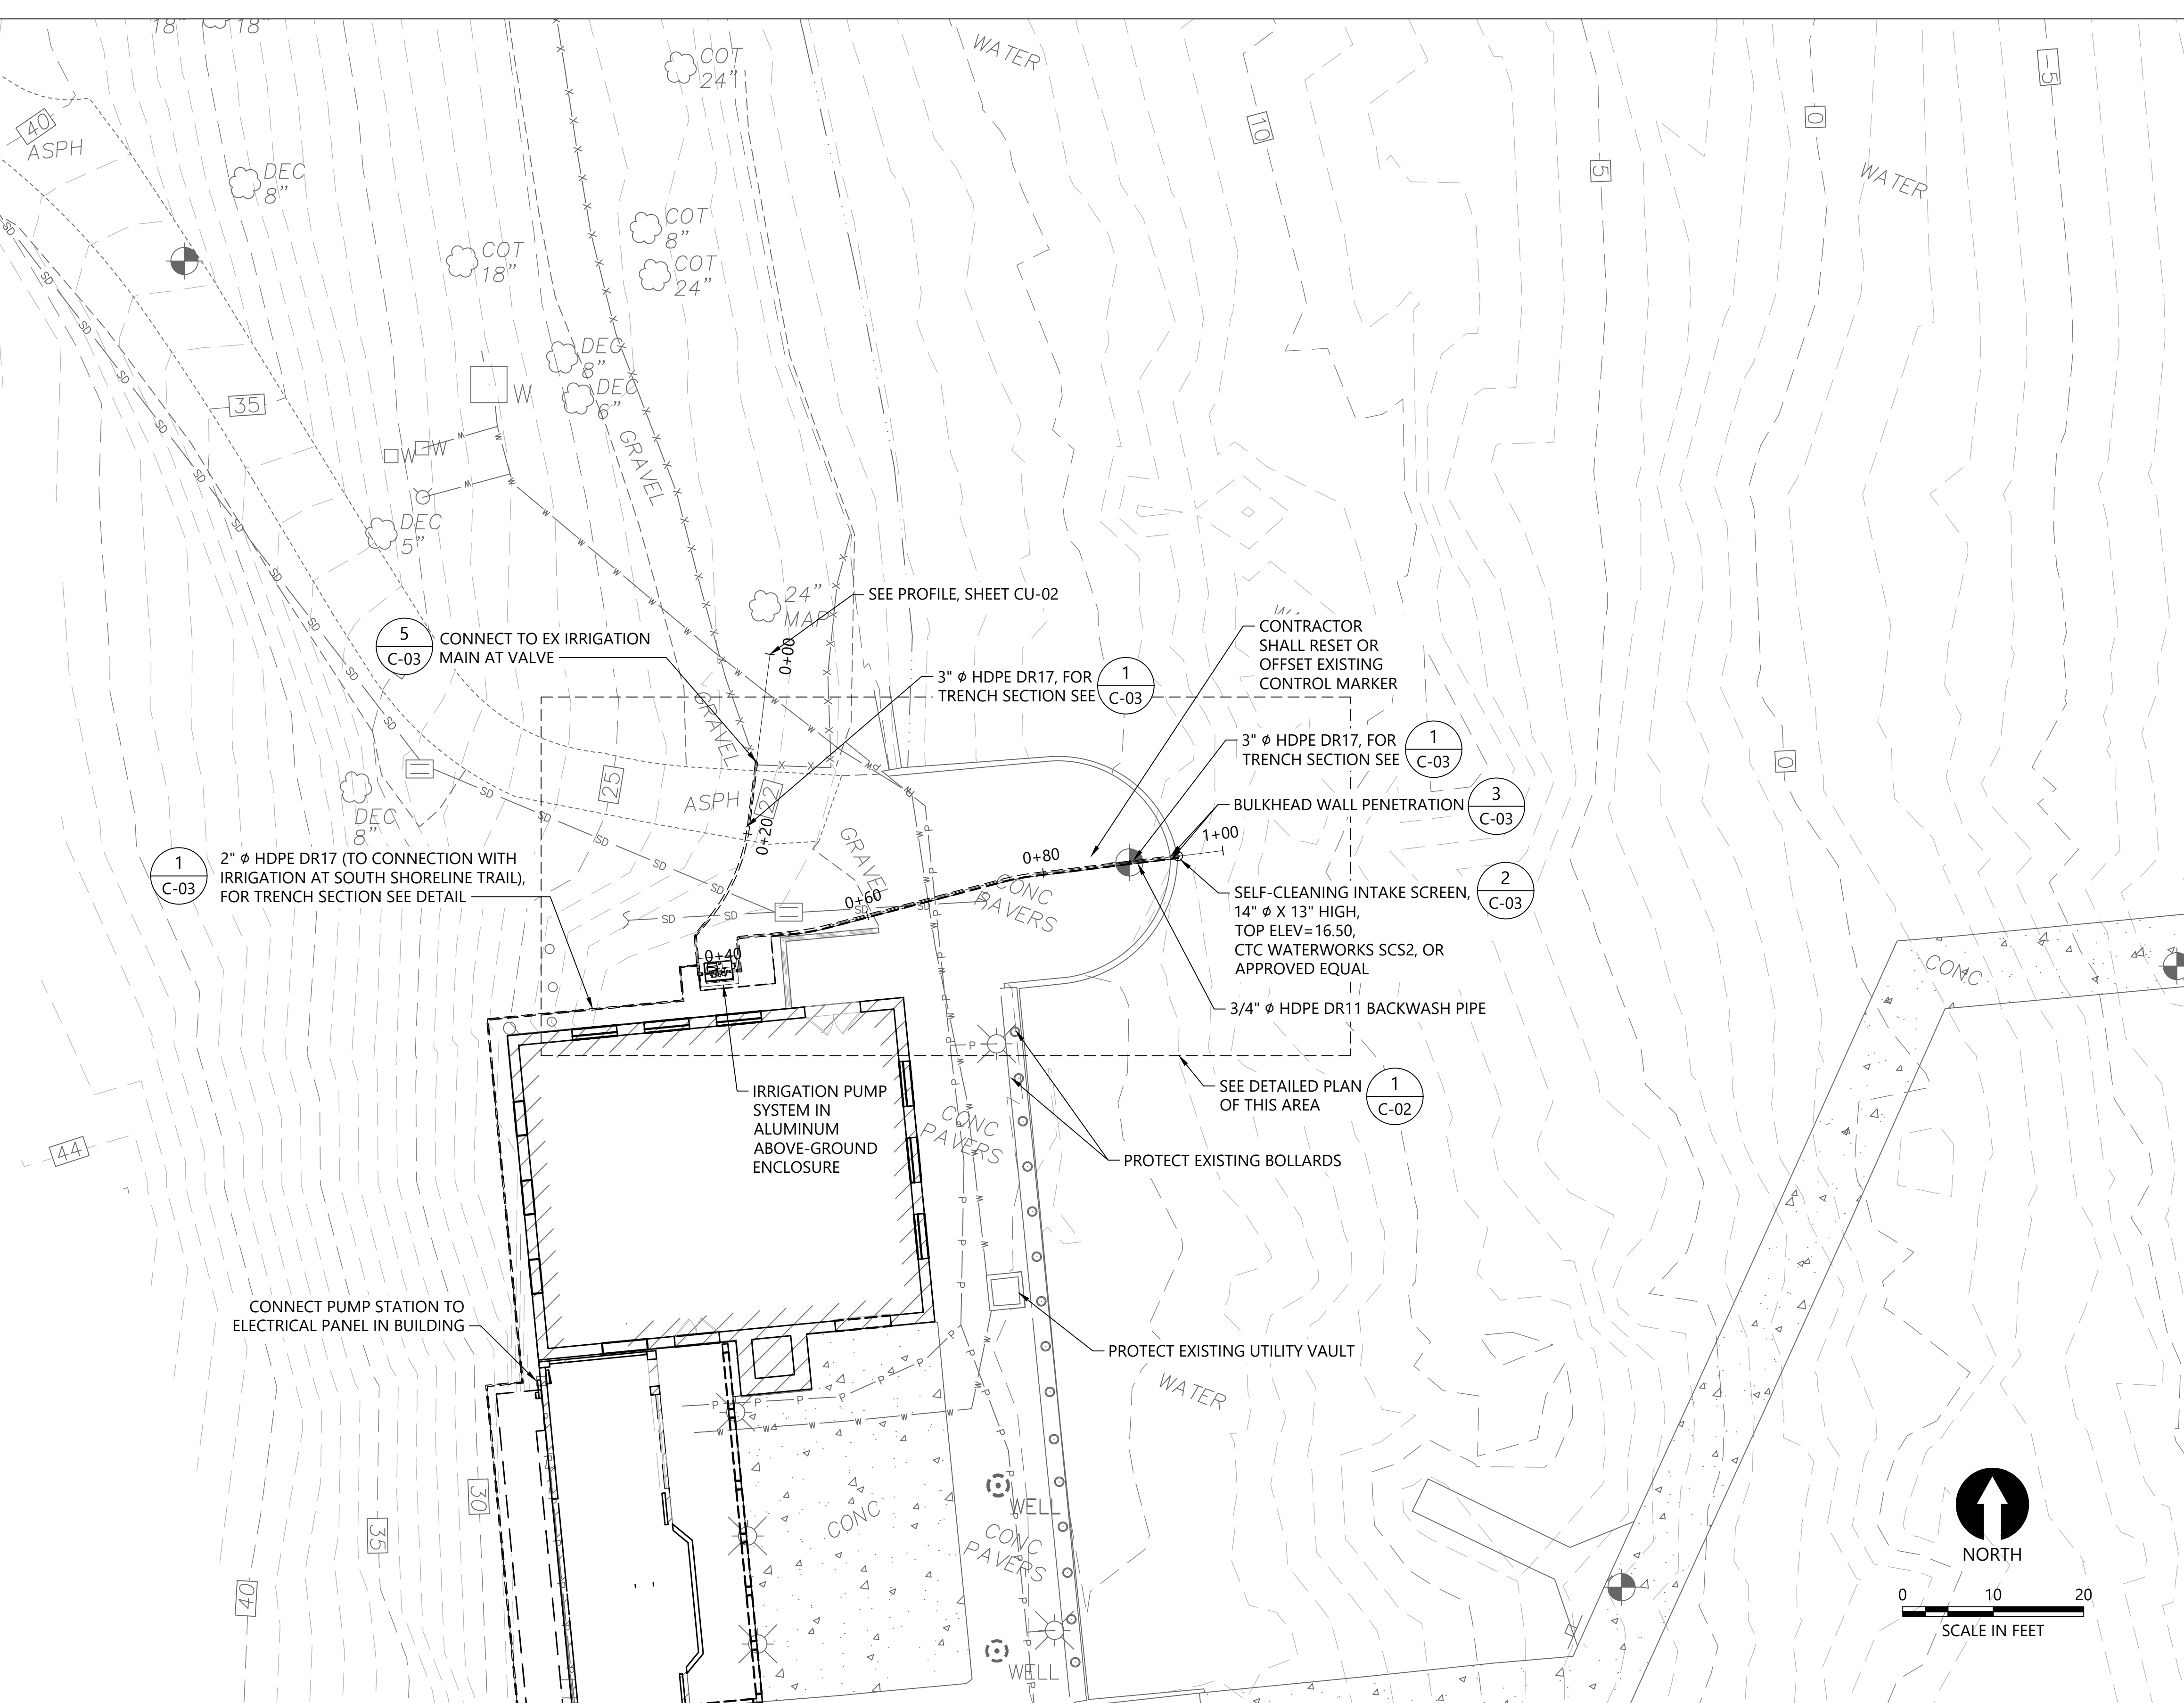 18" 18"
COT
24"
WATER
-5
10
0
40
ASPH
5
WATER
DEC
8"
COT
8"
COT
18"
COT
24"
DEC
8"
DEC
6"
35
W
GRAVEL
W W
DEC
5"
24"
MAP
SEE PROFILE, SHEET CU-02
0+00
5
C-03
CONNECT TO EX IRRIGATION
MAIN AT VALVE
CONTRACTOR
SHALL RESET OR
OFFSET EXISTING
CONTROL MARKER
3" φ HDPE DR17, FOR
TRENCH SECTION SEE
1
C-03
GRAVEL
3" φ HDPE DR17, FOR
TRENCH SECTION SEE
1
C-03
0
25
ASPH
22
BULKHEAD WALL PENETRATION
3
C-03
DEC
8"
0+20
GRAVEL
1+00
0+80
1
C-03
2" φ HDPE DR17 (TO CONNECTION WITH
IRRIGATION AT SOUTH SHORELINE TRAIL),
FOR TRENCH SECTION SEE DETAIL
0+60
CONC
PAVERS
SELF-CLEANING INTAKE SCREEN,
14" φ X 13" HIGH,
TOP ELEV=16.50,
CTC WATERWORKS SCS2, OR
APPROVED EQUAL
2
C-03
0+40
CONC
3/4" φ HDPE DR11 BACKWASH PIPE
IRRIGATION PUMP
SYSTEM IN
ALUMINUM
ABOVE-GROUND
ENCLOSURE
SEE DETAILED PLAN
OF THIS AREA
1
C-02
CONC
PAVERS
44
PROTECT EXISTING BOLLARDS
CONNECT PUMP STATION TO
ELECTRICAL PANEL IN BUILDING
PROTECT EXISTING UTILITY VAULT
WATER
30
35
40
CONC
WELL
CONC
PAVERS
WELL
NORTH
0 10 20
SCALE IN FEET